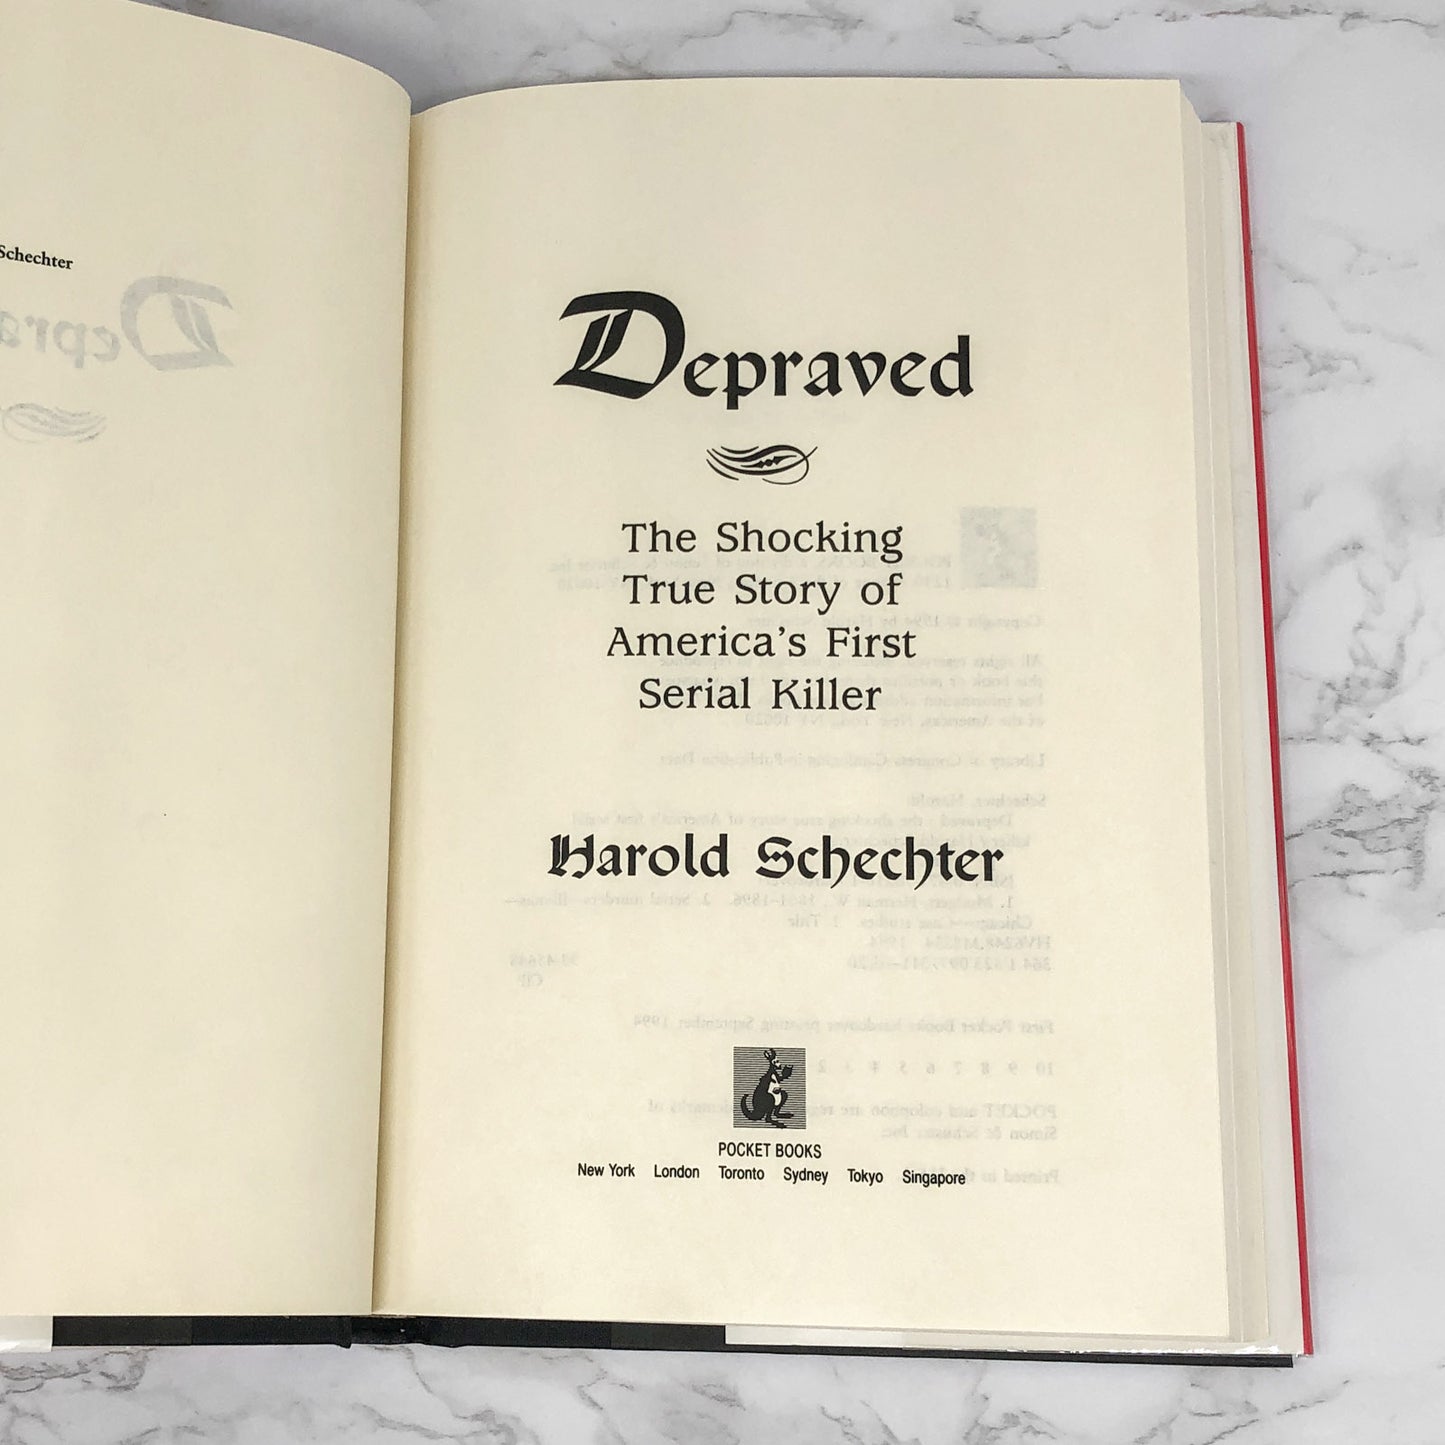 Schechter
Depraved
The Shocking
True Story of
America's First
Serial Killer
Harold Schechter
POCKET BOOKS
New York London Toronto Sydney Tokyo Singapore